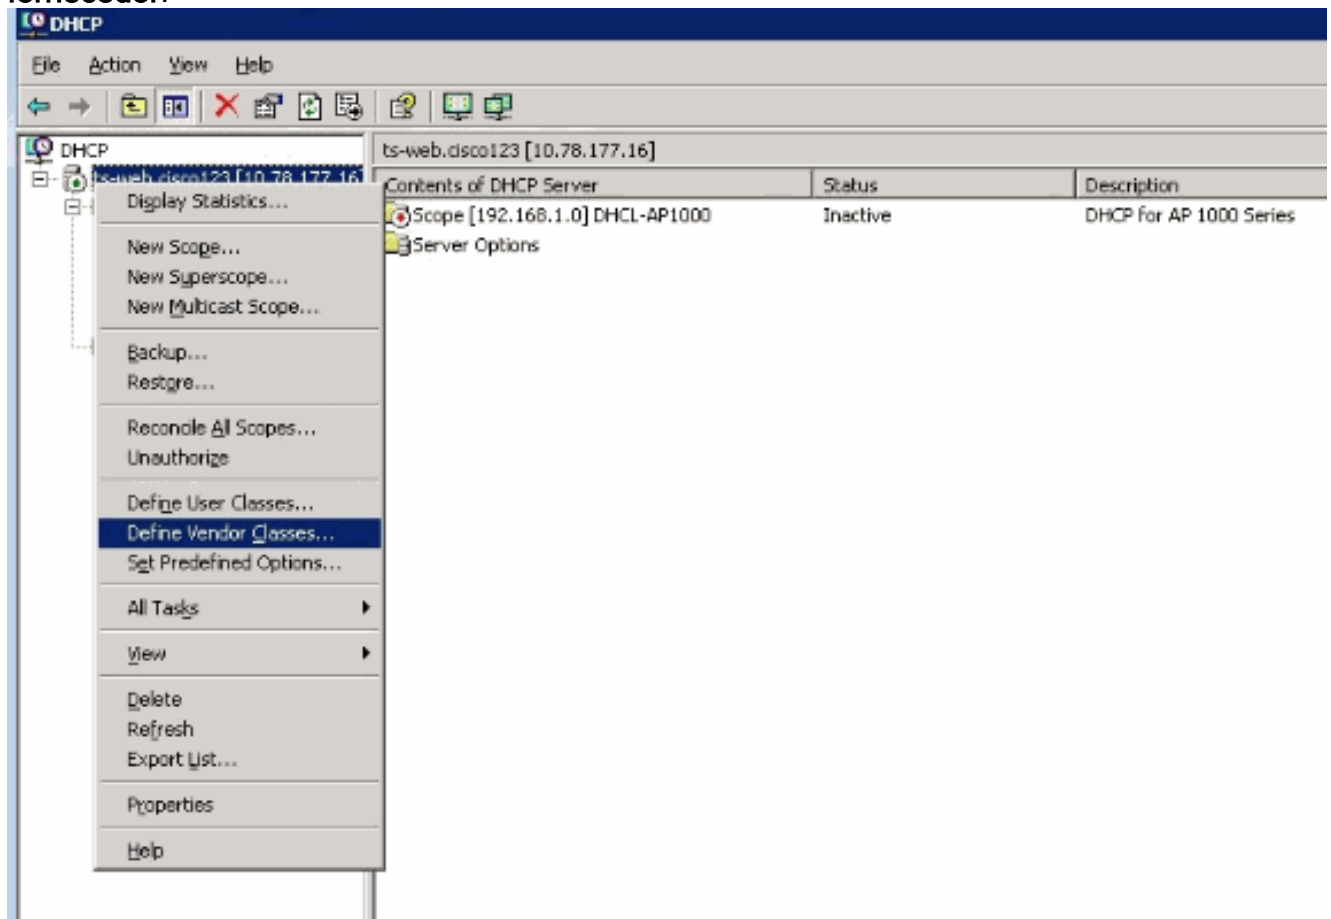 fornecedor.
DHCP
File Action View Help
DHCP
ts-web.cisco123 [10.78.177.16]
ts-web.cisco123 [10.78.177.16]
Contents of DHCP Server Status Description
Scope [192.168.1.0] DHCL-AP1000 Inactive DHCP for AP 1000 Series
Server Options
Display Statistics...
New Scope...
New Superscope...
New Multicast Scope...
Backup...
Restore...
Reconcile All Scopes...
Unauthorize
Define User Classes...
Define Vendor Classes...
Set Predefined Options...
All Tasks
View
Delete
Refresh
Export List...
Properties
Help